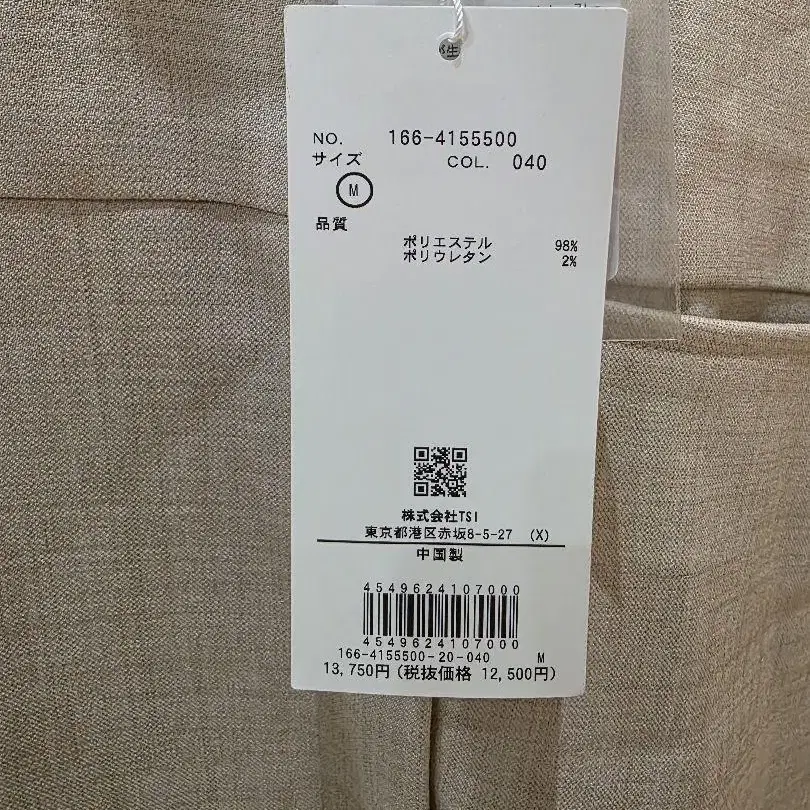 NO. 166-4155500
サイズ COL. 040
M
品質
ポリエステル 98%
ポリウレタン 2%
株式会社TSI
東京都港区赤坂8-5-27 (X)
中国製
4549624107000
4549624107000
166-4155500-20-040 M
13,750円(税抜価格 12,500円)